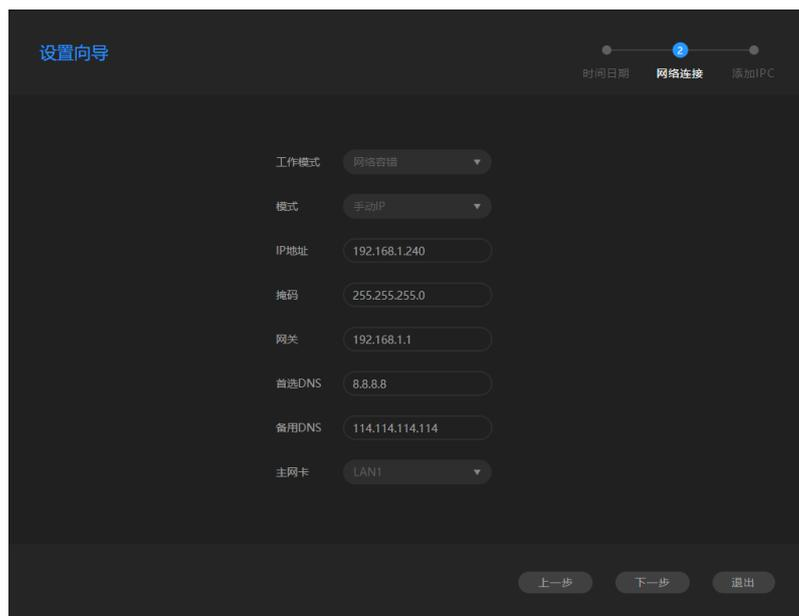 设置向导
2
时间日期 网络连接 添加IPC
工作模式 网络容错
模式 手动IP
IP地址 192.168.1.240
掩码 255.255.255.0
网关 192.168.1.1
首选DNS 8.8.8.8
备用DNS 114.114.114.114
主网卡 LAN1
上一步 下一步 退出